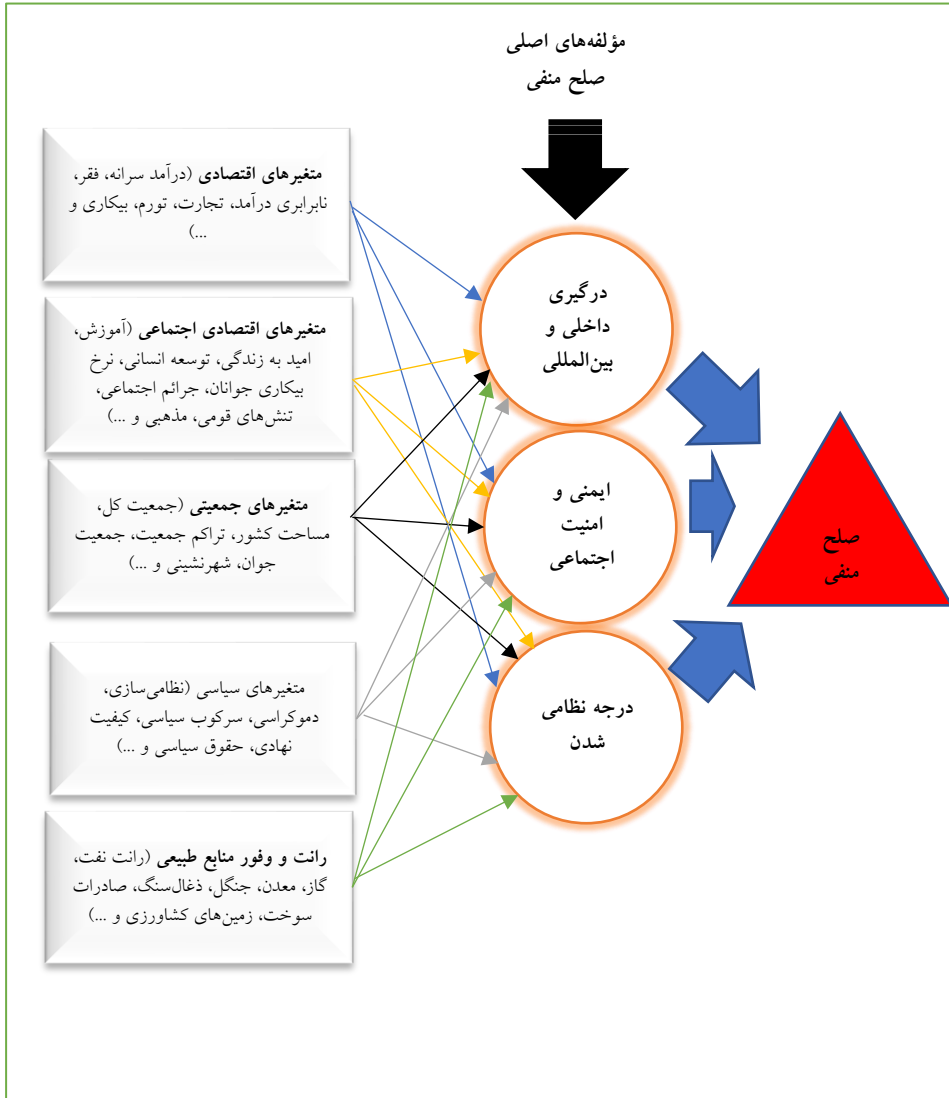 مؤلفه‌های اصلی
صلح منفی
متغیرهای اقتصادی (درآمد سرانه، فقر،
نابرابری درآمد، تجارت، تورم، بیکاری و
...)
متغیرهای اقتصادی اجتماعی (آموزش،
امید به زندگی، توسعه انسانی، نرخ
بیکاری جوانان، جرائم اجتماعی،
تنش‌های قومی، مذهبی و ...)
متغیرهای جمعیتی (جمعیت کل،
مساحت کشور، تراکم جمعیت، جمعیت
جوان، شهرنشینی و ...)
متغیرهای سیاسی (نظامی‌سازی،
دموکراسی، سرکوب سیاسی، کیفیت
نهادی، حقوق سیاسی و ...)
رانت و وفور منابع طبیعی (رانت نفت،
گاز، معدن، جنگل، ذغال‌سنگ، صادرات
سوخت، زمین‌های کشاورزی و ...)
درگیری
داخلی و
بین‌المللی
ایمنی و
امنیت
اجتماعی
درجه نظامی
شدن
صلح
منفی